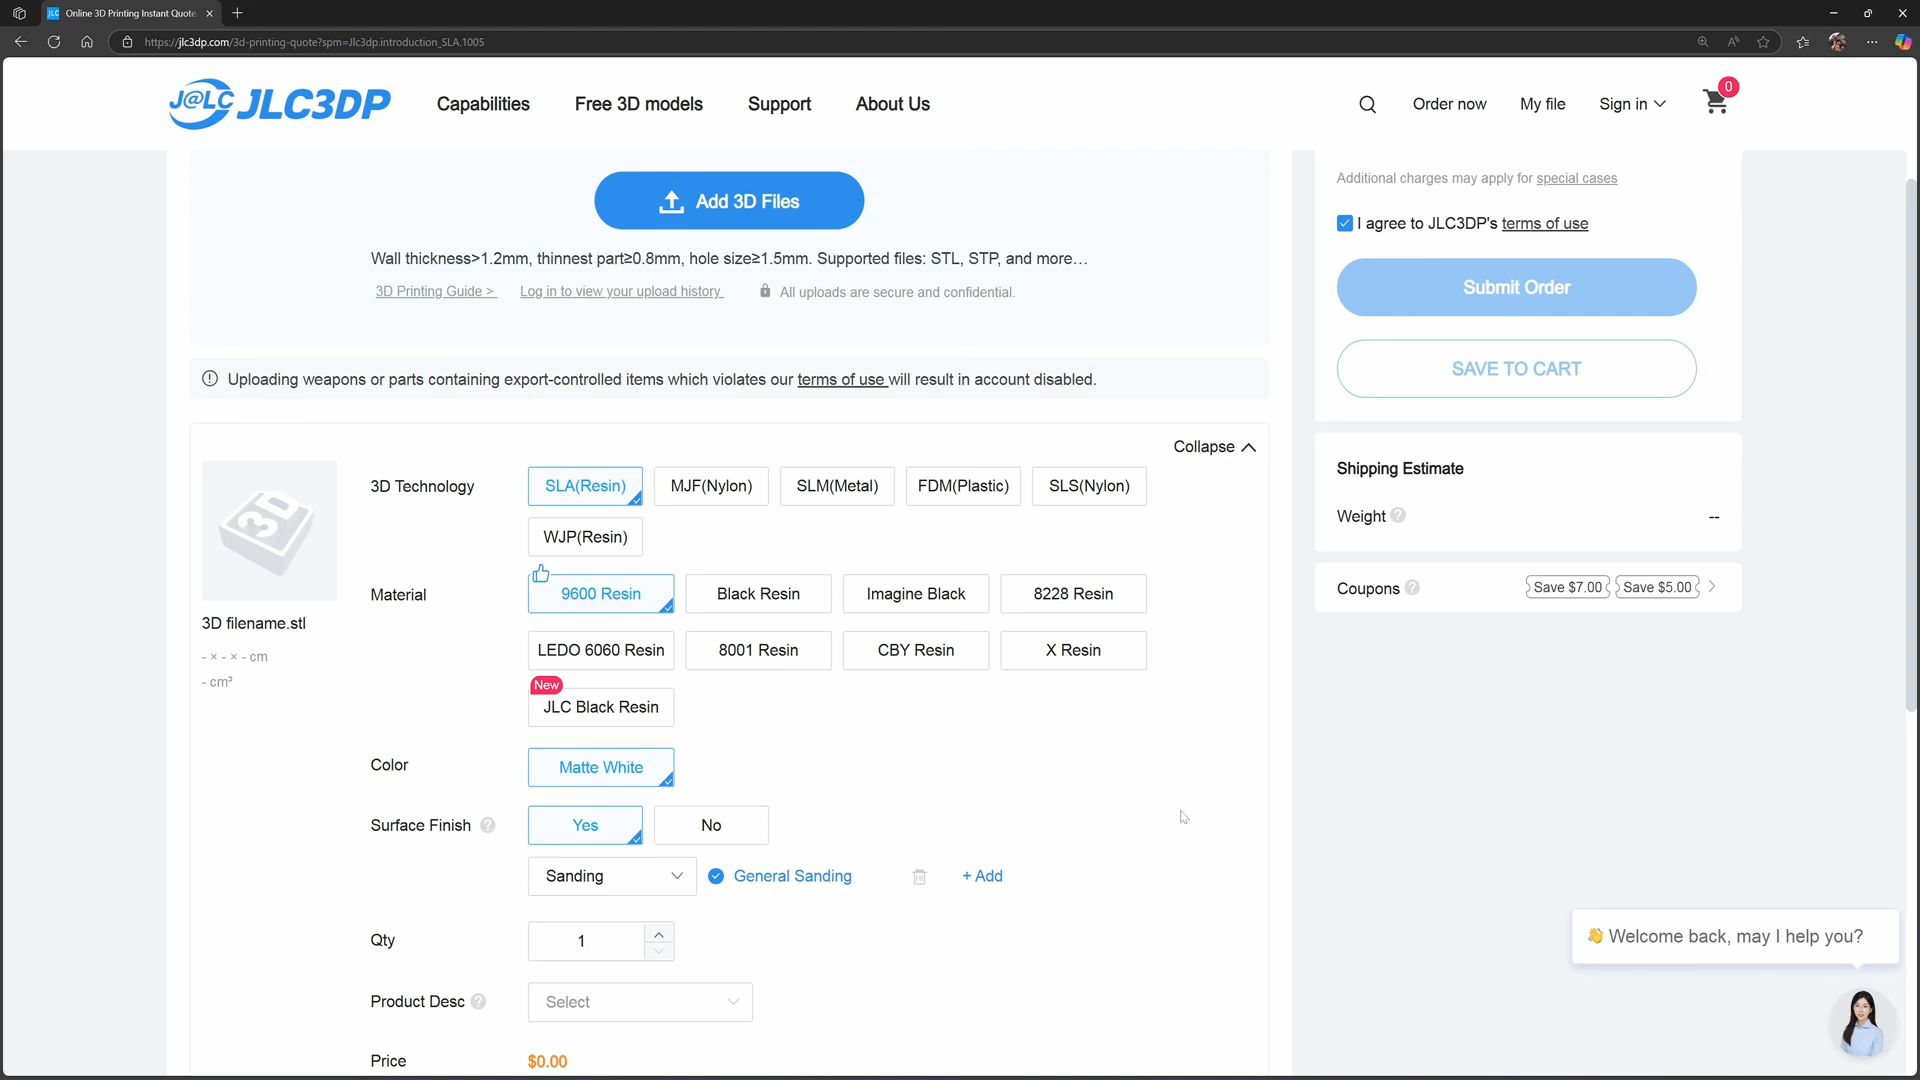 JLC Online 3D Printing Instant Quote
https://jlc3dp.com/3d-printing-quote?spm=Jlc3dp.introduction_SLA.1005
J@LC JLC3DP
Capabilities
Free 3D models
Support
About Us
Order now
My file
Sign in
0
Add 3D Files
Wall thickness>1.2mm, thinnest part≥0.8mm, hole size≥1.5mm. Supported files: STL, STP, and more…
3D Printing Guide >
Log in to view your upload history
All uploads are secure and confidential.
Uploading weapons or parts containing export-controlled items which violates our terms of use will result in account disabled.
Collapse
3D
3D filename.stl
- × - × - cm
- cm³
3D Technology
SLA(Resin)
MJF(Nylon)
SLM(Metal)
FDM(Plastic)
SLS(Nylon)
WJP(Resin)
Material
9600 Resin
Black Resin
Imagine Black
8228 Resin
LEDO 6060 Resin
8001 Resin
CBY Resin
X Resin
New
JLC Black Resin
Color
Matte White
Surface Finish ?
Yes
No
Sanding
General Sanding
+ Add
Qty
1
Product Desc ?
Select
Price
$0.00
Additional charges may apply for special cases
I agree to JLC3DP's terms of use
Submit Order
SAVE TO CART
Shipping Estimate
Weight ?
--
Coupons ?
Save $7.00
Save $5.00
👋 Welcome back, may I help you?